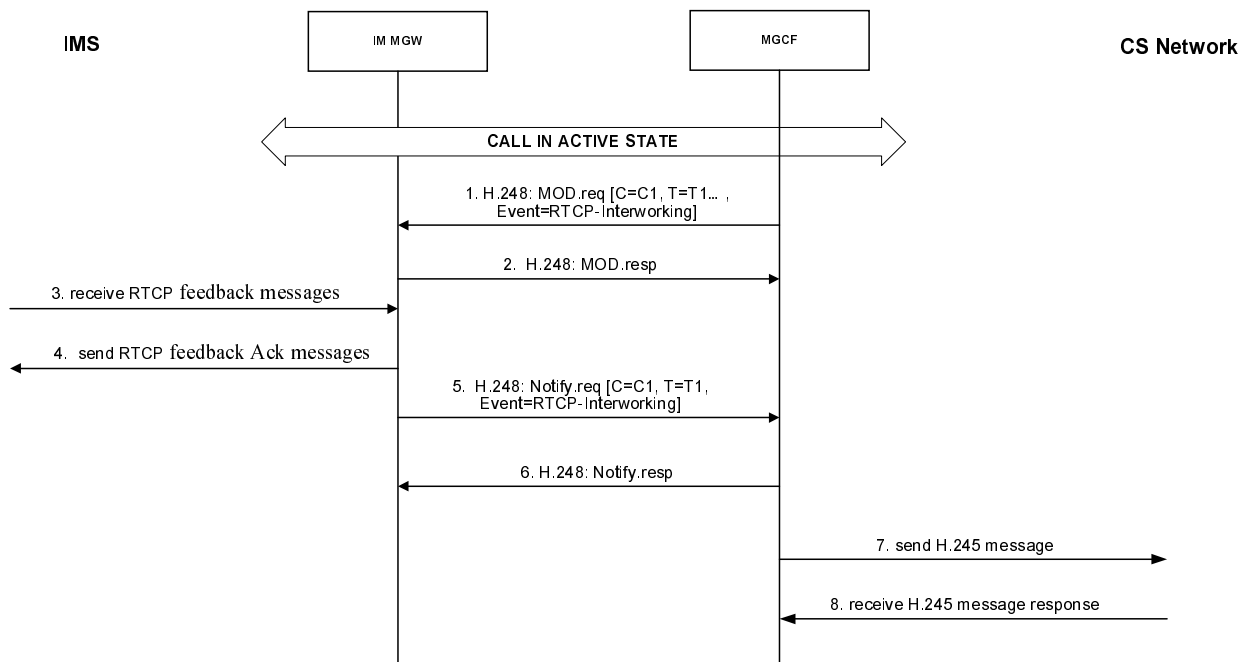 IMS
IM MGW
MGCF
CS Network
CALL IN ACTIVE STATE
1. H.248: MOD.req [C=C1, T=T1... ,
Event=RTCP-Interworking]
2. H.248: MOD.resp
3. receive RTCP feedback messages
4. send RTCP feedback Ack messages
5. H.248: Notify.req [C=C1, T=T1,
Event=RTCP-Interworking]
6. H.248: Notify.resp
7. send H.245 message
8. receive H.245 message response